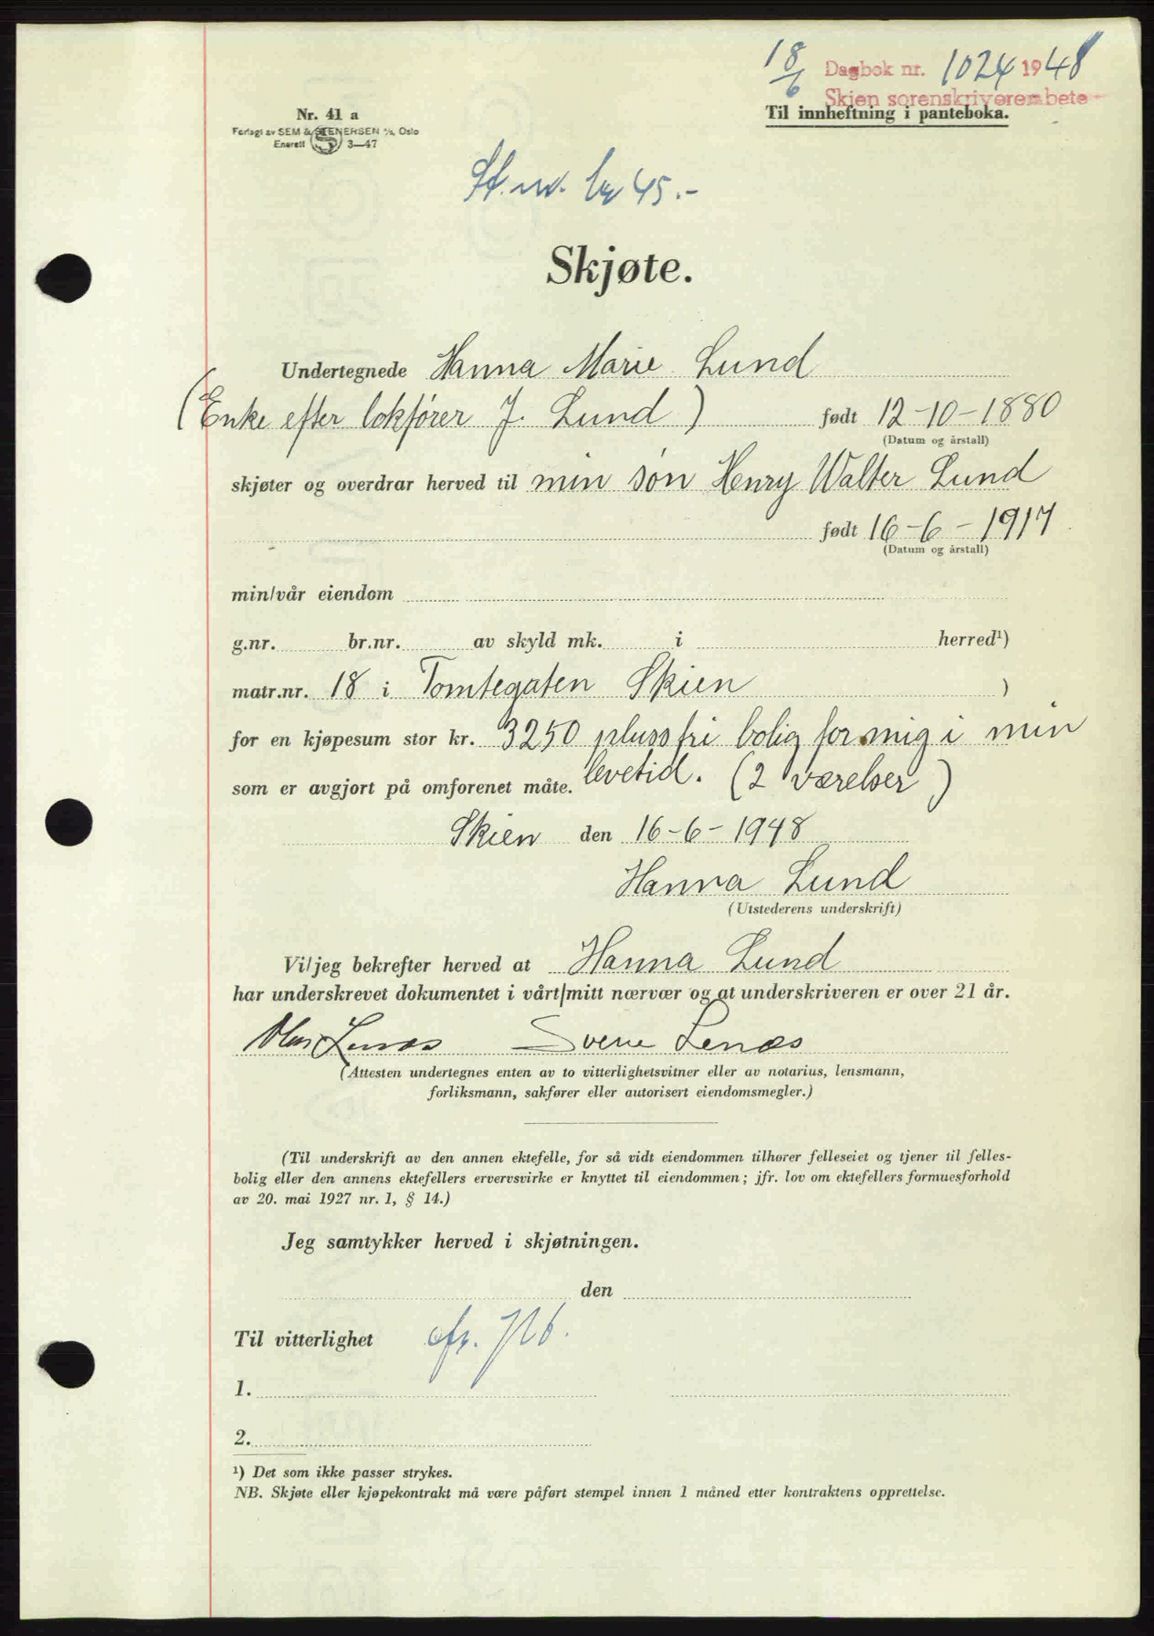 18/6 Dagbok nr. 1024 1948
Skien sorenskriverembete
Til innheftning i panteboka.
Nr. 41 a
Forlagt av SEM & STENERSEN A/S, Oslo
Enerett S 3—47
St. m. kr 45.-
Skjøte.
Undertegnede Hanna Marie Lund
(Enke efter lokfører J. Lund) født 12-10-1880
(Datum og årstall)
skjøter og overdrar herved til min søn Henry Walter Lund
født 16-6-1917
(Datum og årstall)
min/vår eiendom
g.nr. br.nr. av skyld mk. i herred¹)
matr.nr. 18 i Tomtegaten Skien )
for en kjøpesum stor kr. 3250 pluss fri bolig for mig i min
som er avgjort på omforenet måte. levetid. (2 værelser)
Skien den 16-6-1948
Hanna Lund
(Utstederens underskrift)
Vi/jeg bekrefter herved at Hanna Lund
har underskrevet dokumentet i vårt/mitt nærvær og at underskriveren er over 21 år.
Lenæs Sverre Lenæs
(Attesten undertegnes enten av to vitterlighetsvitner eller av notarius, lensmann,
forliksmann, sakfører eller autorisert eiendomsmegler.)
(Til underskrift av den annen ektefelle, for så vidt eiendommen tilhører felleseiet og tjener til felles-
bolig eller den annens ektefellers ervervsvirke er knyttet til eiendommen; jfr. lov om ektefellers formuesforhold
av 20. mai 1927 nr. 1, § 14.)
Jeg samtykker herved i skjøtningen.
den
Til vitterlighet
1.
2.
¹) Det som ikke passer strykes.
NB. Skjøte eller kjøpekontrakt må være påført stempel innen 1 måned etter kontraktens opprettelse.